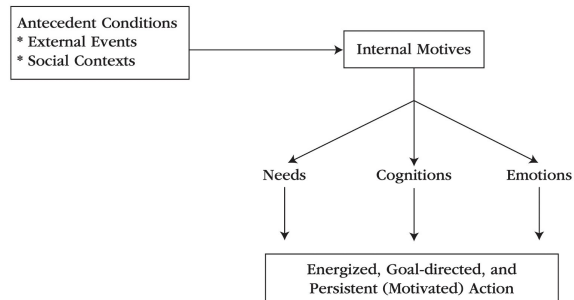 Antecedent Conditions
* External Events
* Social Contexts
Internal Motives
Needs
Cognitions
Emotions
Energized, Goal-directed, and
Persistent (Motivated) Action